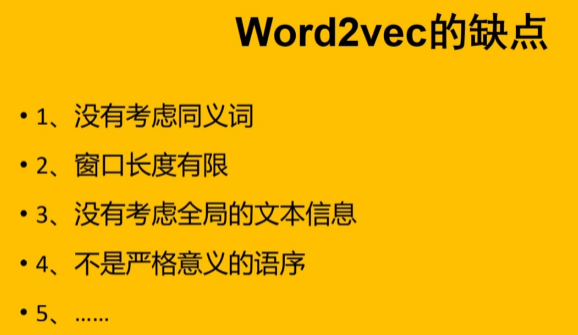 Word2vec的缺点
• 1、没有考虑同义词
• 2、窗口长度有限
• 3、没有考虑全局的文本信息
• 4、不是严格意义的语序
• 5、……